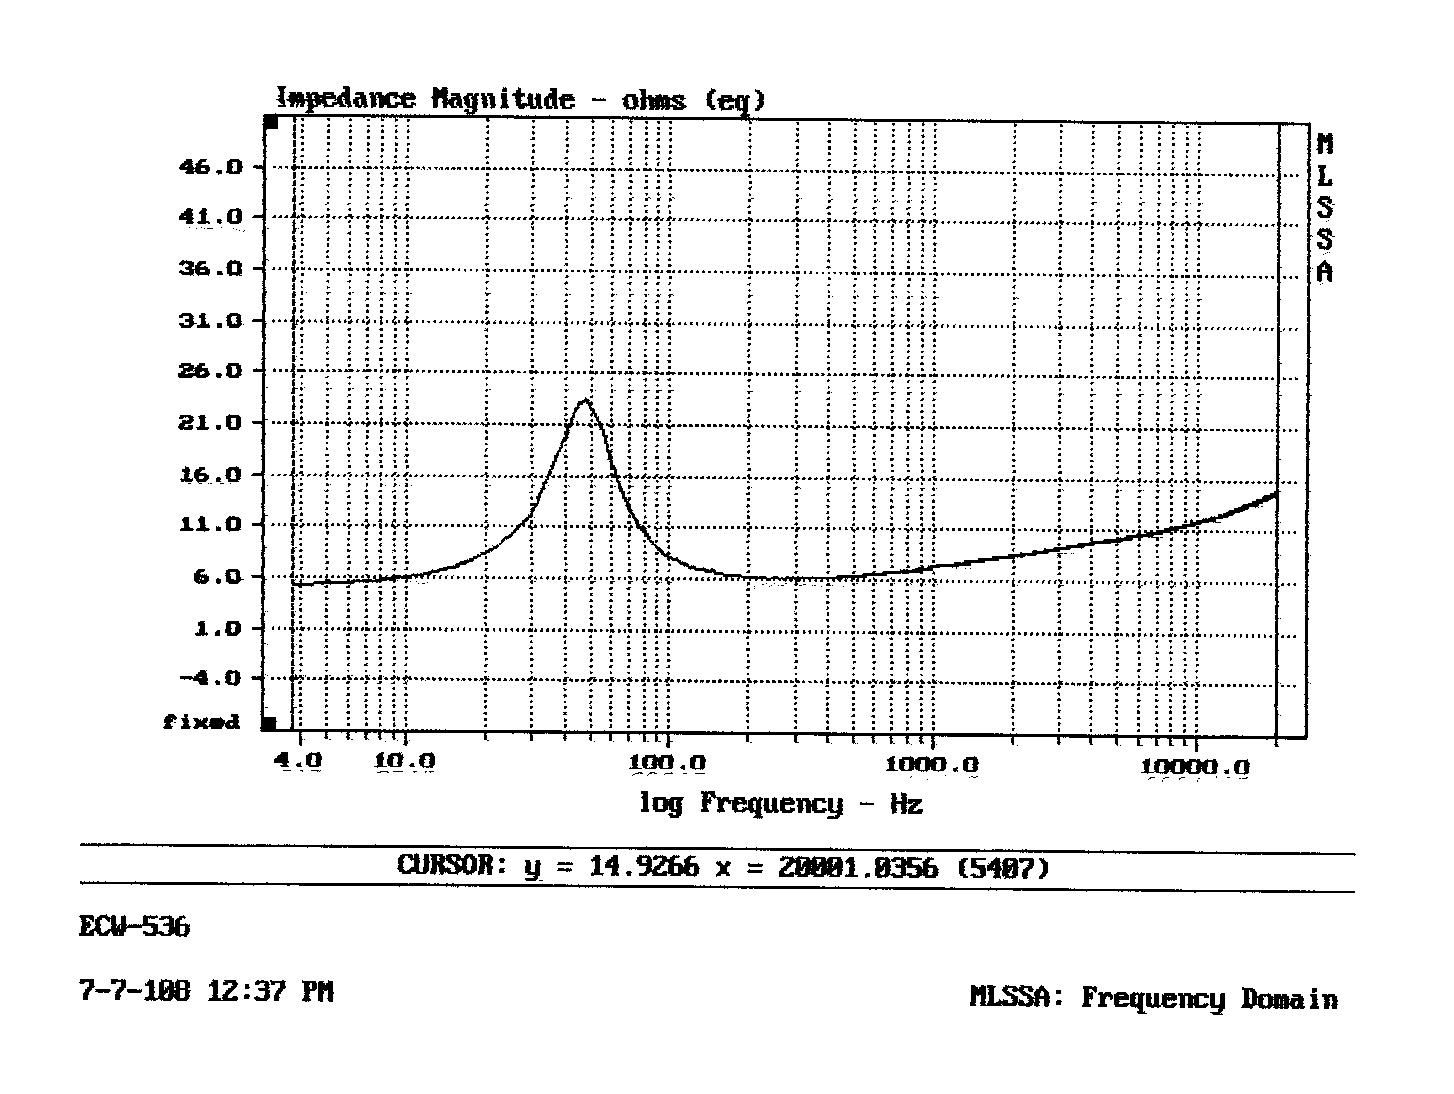 Impedance Magnitude - ohms (eq)
MLSSA
46.0
41.0
36.0
31.0
26.0
21.0
16.0
11.0
6.0
1.0
-4.0
fixed
4.0 10.0 100.0 1000.0 10000.0
log Frequency - Hz
CURSOR: y = 14.9266 x = 20001.0356 (5407)
ECW-536
7-7-108 12:37 PM
MLSSA: Frequency Domain